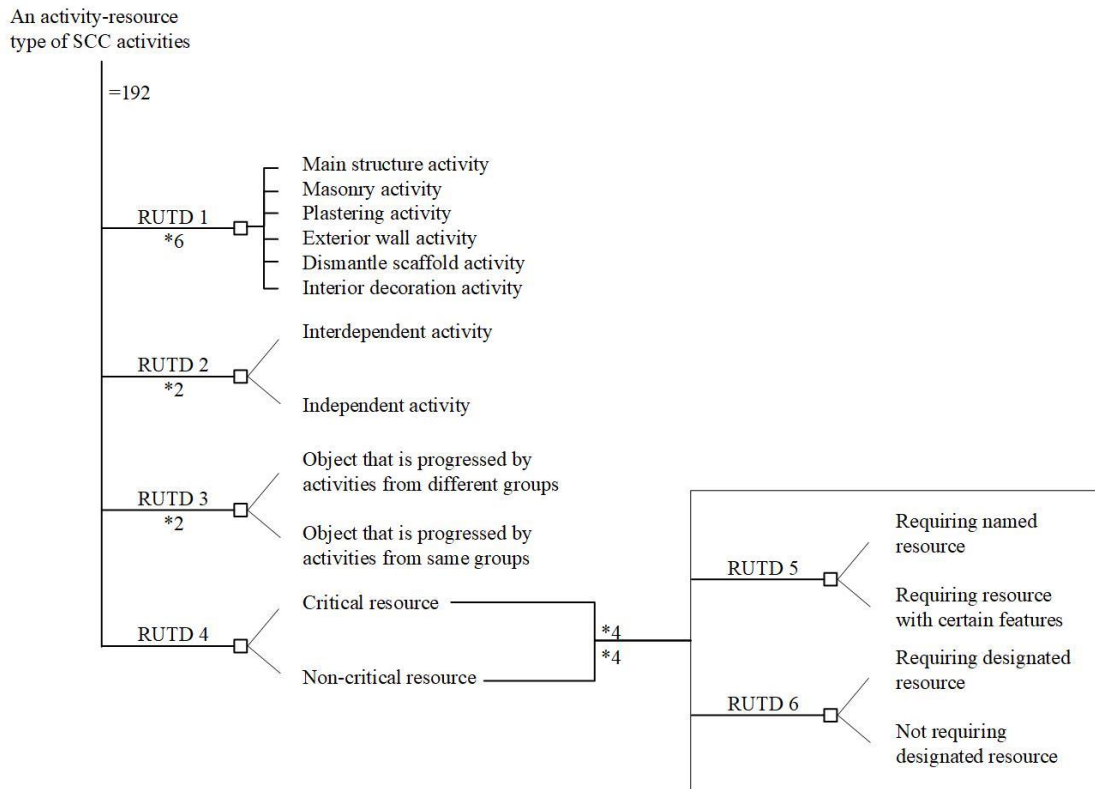 An activity-resource
type of SCC activities
=192
RUTD 1
*6
Main structure activity
Masonry activity
Plastering activity
Exterior wall activity
Dismantle scaffold activity
Interior decoration activity
RUTD 2
*2
Interdependent activity
Independent activity
RUTD 3
*2
Object that is progressed by
activities from different groups
Object that is progressed by
activities from same groups
RUTD 4
Critical resource
Non-critical resource
*4
*4
RUTD 5
Requiring named
resource
Requiring resource
with certain features
RUTD 6
Requiring designated
resource
Not requiring
designated resource